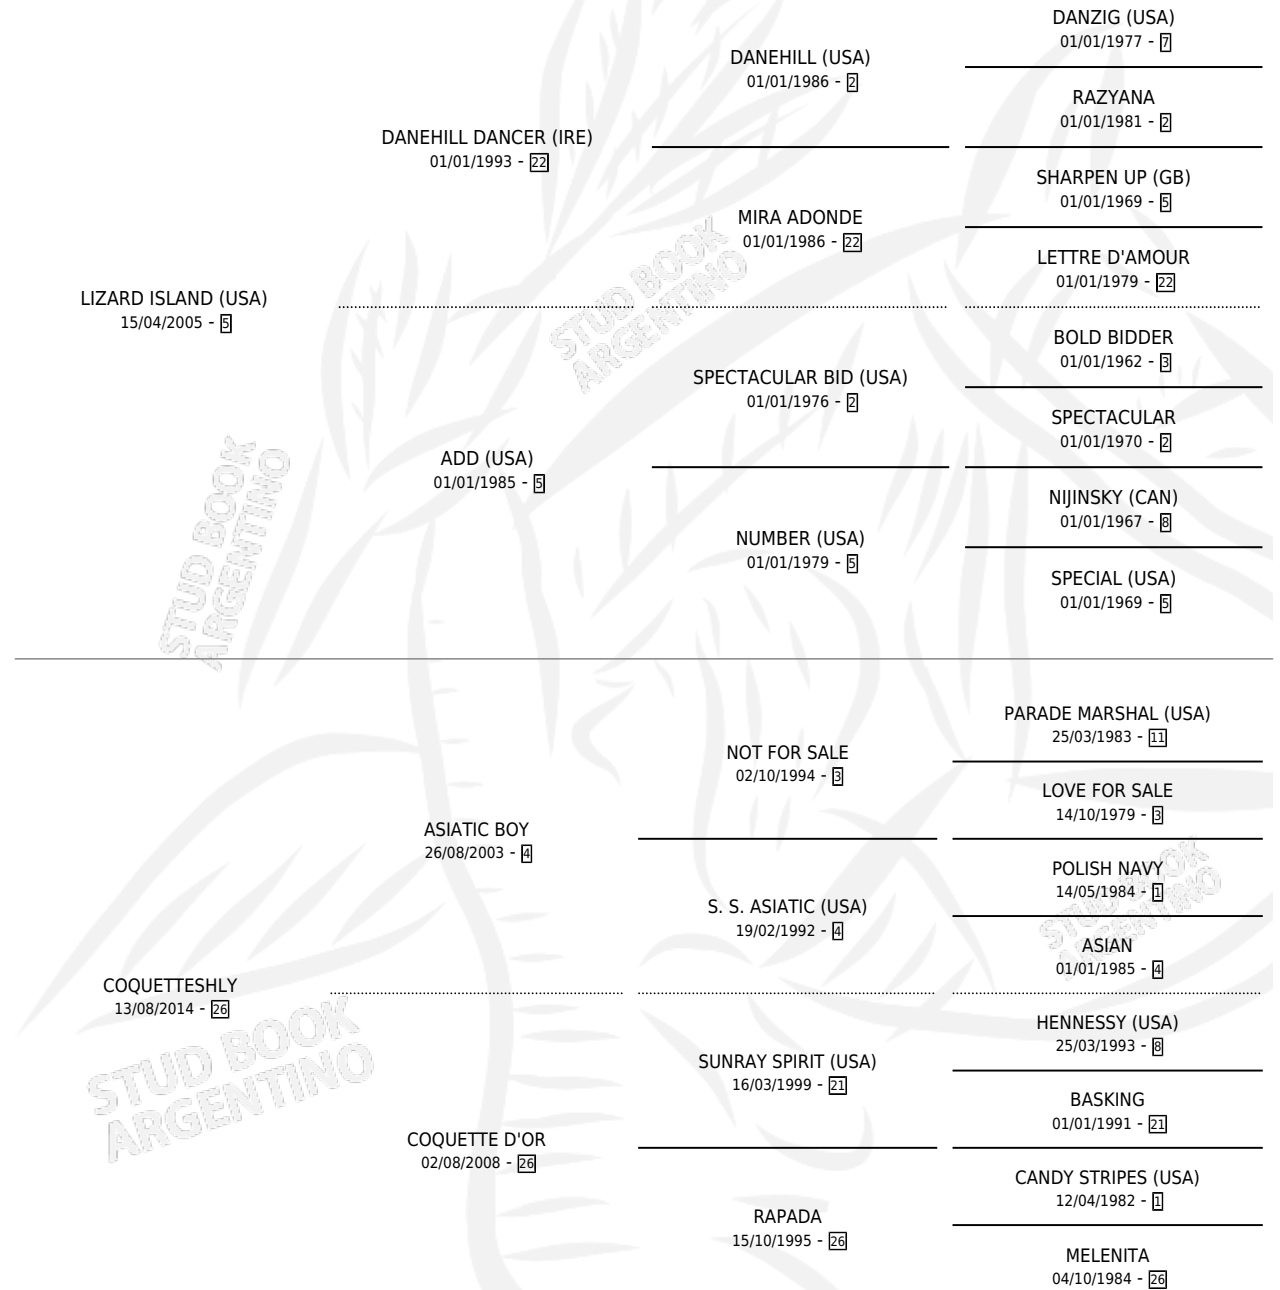 DANZIG (USA)
01/01/1977 - 7
DANEHILL (USA)
01/01/1986 - 2
RAZYANA
01/01/1981 - 2
DANEHILL DANCER (IRE)
01/01/1993 - 22
SHARPEN UP (GB)
01/01/1969 - 5
MIRA ADONDE
01/01/1986 - 22
LETTRE D'AMOUR
01/01/1979 - 22
LIZARD ISLAND (USA)
15/04/2005 - 5
BOLD BIDDER
01/01/1962 - 3
SPECTACULAR BID (USA)
01/01/1976 - 2
SPECTACULAR
01/01/1970 - 2
ADD (USA)
01/01/1985 - 5
NIJINSKY (CAN)
01/01/1967 - 8
NUMBER (USA)
01/01/1979 - 5
SPECIAL (USA)
01/01/1969 - 5
PARADE MARSHAL (USA)
25/03/1983 - 11
NOT FOR SALE
02/10/1994 - 3
LOVE FOR SALE
14/10/1979 - 3
ASIATIC BOY
26/08/2003 - 4
POLISH NAVY
14/05/1984 - 1
S. S. ASIATIC (USA)
19/02/1992 - 4
ASIAN
01/01/1985 - 4
COQUETTESHLY
13/08/2014 - 26
HENNESSY (USA)
25/03/1993 - 8
SUNRAY SPIRIT (USA)
16/03/1999 - 21
BASKING
01/01/1991 - 21
COQUETTE D'OR
02/08/2008 - 26
CANDY STRIPES (USA)
12/04/1982 - 1
RAPADA
15/10/1995 - 26
MELENITA
04/10/1984 - 26
STUD BOOK
ARGENTINO
STUD BOOK
ARGENTINO
STUD BOOK
ARGENTINO
STUD BOOK
ARGENTINO